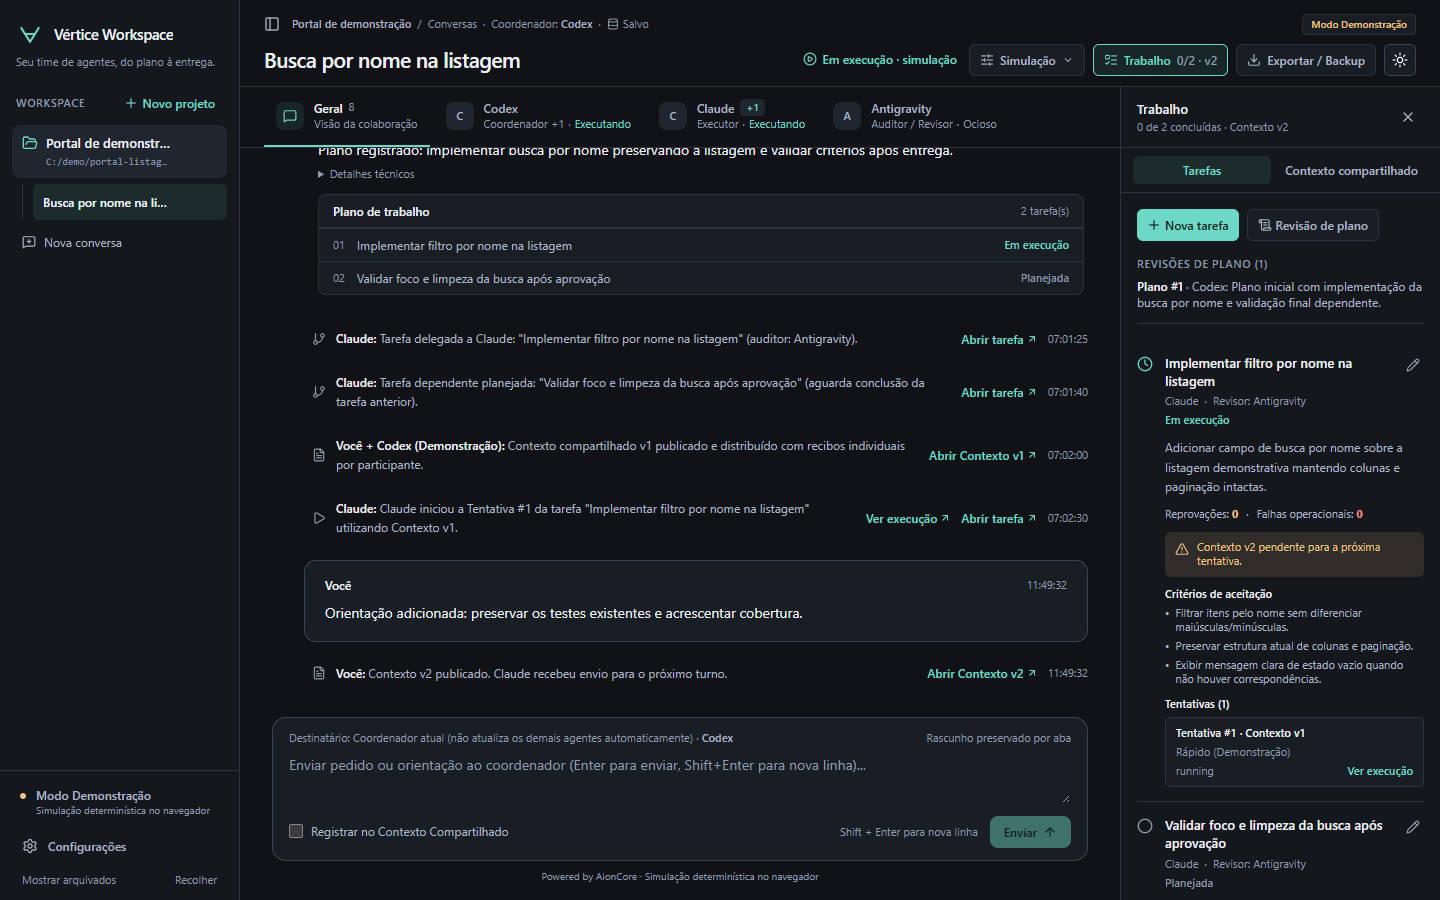 Vértice Workspace
Seu time de agentes, do plano à entrega.
WORKSPACE
+ Novo projeto
Portal de demonstr...
C:/demo/portal-listag…
Busca por nome na li...
Nova conversa
Modo Demonstração
Simulação determinística no navegador
Configurações
Mostrar arquivados
Recolher
Portal de demonstração / Conversas · Coordenador: Codex · Salvo
Modo Demonstração
Busca por nome na listagem
Em execução · simulação
Simulação
Trabalho 0/2 · v2
Exportar / Backup
Geral 8
Visão da colaboração
C
Codex
Coordenador +1 · Executando
C
Claude +1
Executor · Executando
A
Antigravity
Auditor / Revisor · Ocioso
Plano registrado: Implementar busca por nome preservando a listagem e validar critérios após entrega.
Detalhes técnicos
Plano de trabalho
2 tarefa(s)
01 Implementar filtro por nome na listagem
Em execução
02 Validar foco e limpeza da busca após aprovação
Planejada
Claude: Tarefa delegada a Claude: "Implementar filtro por nome na listagem" (auditor: Antigravity).
Abrir tarefa ↗ 07:01:25
Claude: Tarefa dependente planejada: "Validar foco e limpeza da busca após aprovação" (aguarda conclusão da
tarefa anterior).
Abrir tarefa ↗ 07:01:40
Você + Codex (Demonstração): Contexto compartilhado v1 publicado e distribuído com recibos individuais
por participante.
Abrir Contexto v1 ↗ 07:02:00
Claude: Claude iniciou a Tentativa #1 da tarefa "Implementar filtro por nome na listagem"
utilizando Contexto v1.
Ver execução ↗ Abrir tarefa ↗ 07:02:30
Você
11:49:32
Orientação adicionada: preservar os testes existentes e acrescentar cobertura.
Você: Contexto v2 publicado. Claude recebeu envio para o próximo turno.
Abrir Contexto v2 ↗ 11:49:32
Destinatário: Coordenador atual (não atualiza os demais agentes automaticamente) · Codex
Rascunho preservado por aba
Enviar pedido ou orientação ao coordenador (Enter para enviar, Shift+Enter para nova linha)...
Registrar no Contexto Compartilhado
Shift + Enter para nova linha
Enviar ↑
Powered by AionCore · Simulação determinística no navegador
Trabalho
0 de 2 concluídas · Contexto v2
Tarefas
Contexto compartilhado
+ Nova tarefa
Revisão de plano
REVISÕES DE PLANO (1)
Plano #1 · Codex: Plano inicial com implementação da
busca por nome e validação final dependente.
Implementar filtro por nome na
listagem
Claude · Revisor: Antigravity
Em execução
Adicionar campo de busca por nome sobre a
listagem demonstrativa mantendo colunas e
paginação intactas.
Reprovações: 0 · Falhas operacionais: 0
Contexto v2 pendente para a próxima
tentativa.
Critérios de aceitação
• Filtrar itens pelo nome sem diferenciar
maiúsculas/minúsculas.
• Preservar estrutura atual de colunas e paginação.
• Exibir mensagem clara de estado vazio quando
não houver correspondências.
Tentativas (1)
Tentativa #1 · Contexto v1
Rápido (Demonstração)
running
Ver execução
Validar foco e limpeza da busca após
aprovação
Claude · Revisor: Antigravity
Planejada